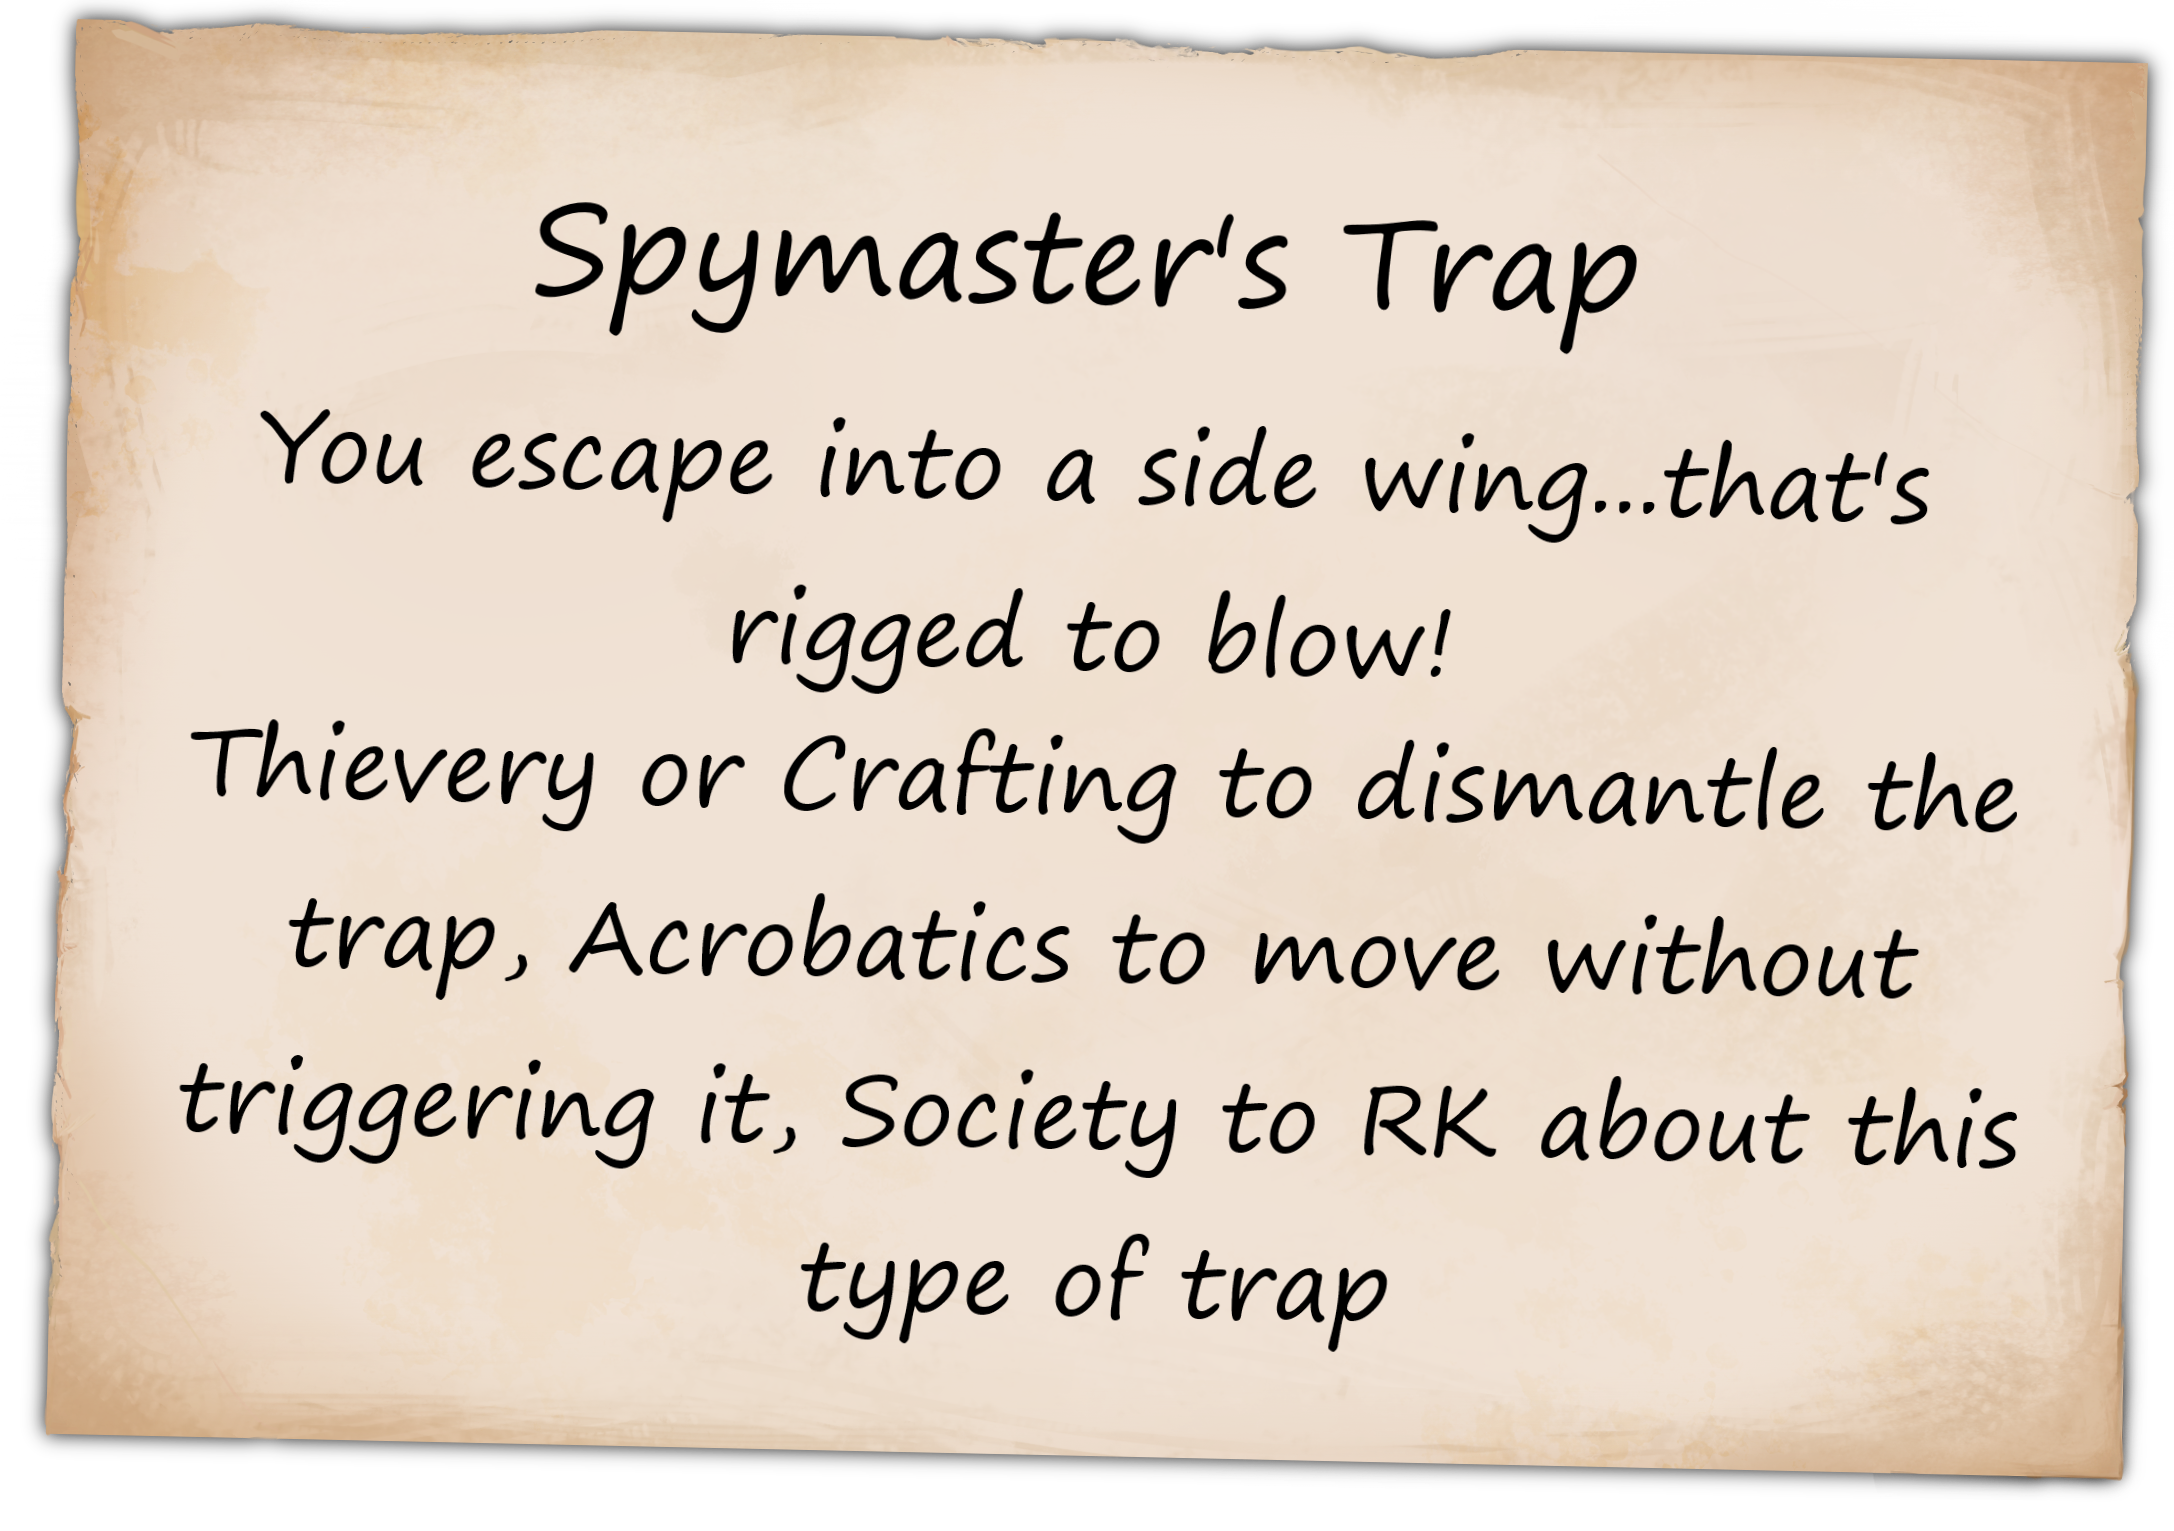 Spymaster's Trap
You escape into a side wing...that's
rigged to blow!
Thievery or Crafting to dismantle the
trap, Acrobatics to move without
triggering it, Society to RK about this
type of trap